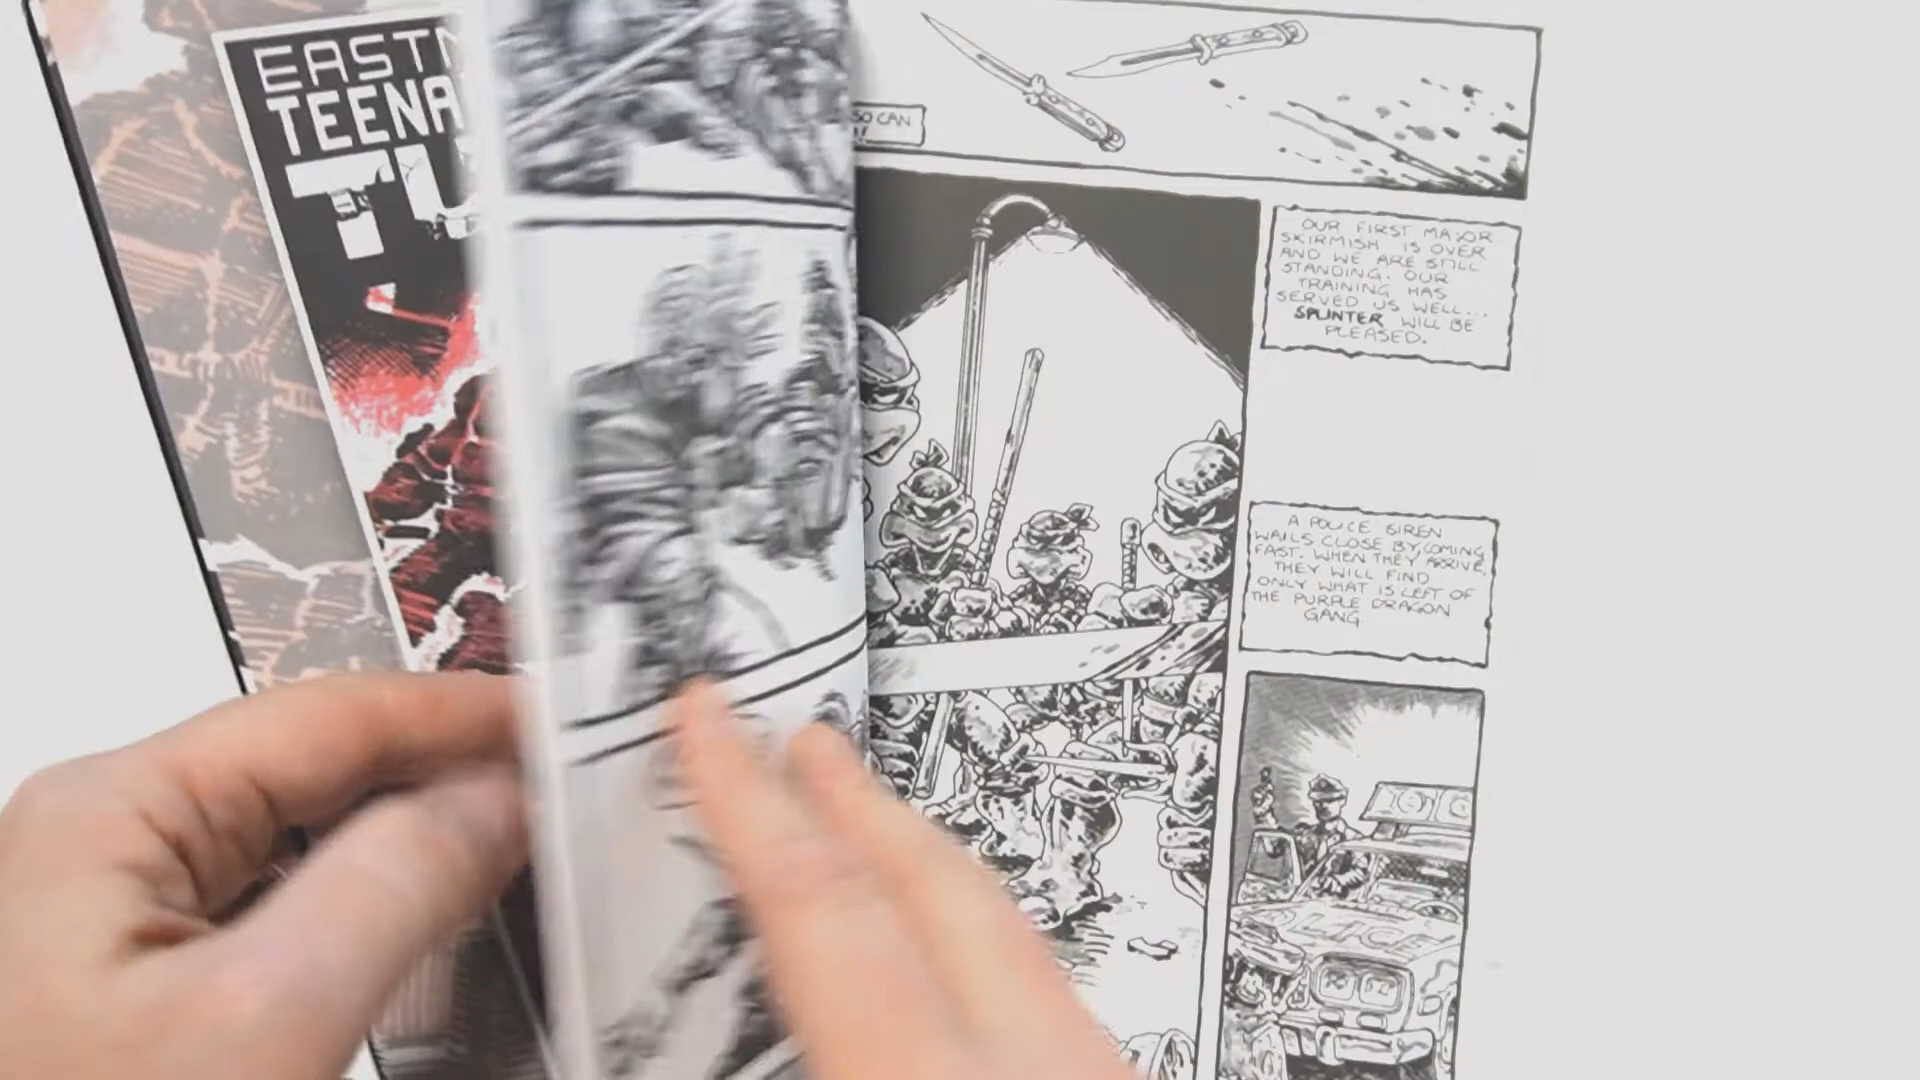 EASTM
TEENA
TU
SO CAN
!!
OUR FIRST MAJOR
SKIRMISH IS OVER
AND WE ARE STILL
STANDING. OUR
TRAINING HAS
SERVED US WELL...
SPLINTER WILL BE
PLEASED.
A POLICE SIREN
WAILS CLOSE BY, COMING
FAST. WHEN THEY ARRIVE,
THEY WILL FIND
ONLY WHAT IS LEFT OF
THE PURPLE DRAGON
GANG